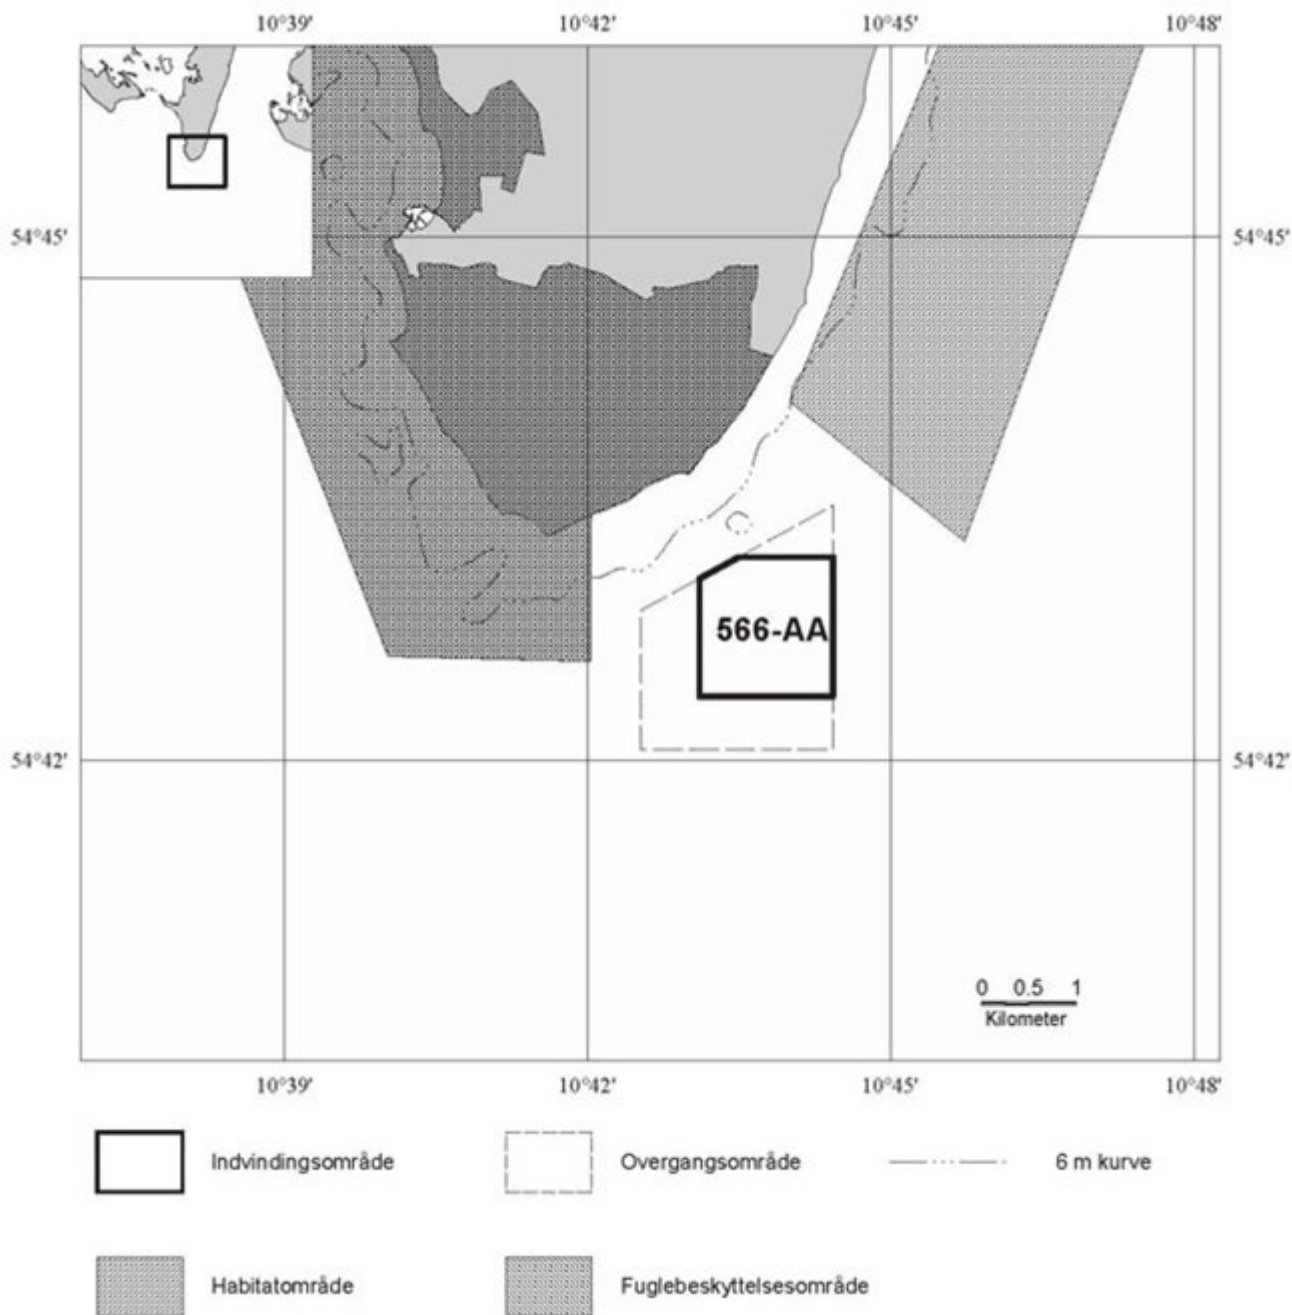 10°39' 10°42' 10°45' 10°48'
54°45' 54°45'
566-AA
54°42' 54°42'
0 0.5 1
Kilometer
10°39' 10°42' 10°45' 10°48'
Indvindingsområde Overgangsområde 6 m kurve
Habitatområde Fuglebeskyttelsesområde